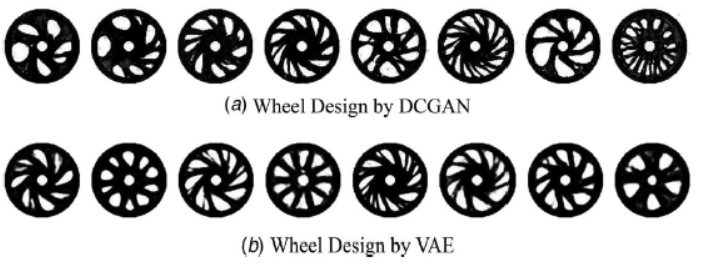 (a) Wheel Design by DCGAN
(b) Wheel Design by VAE